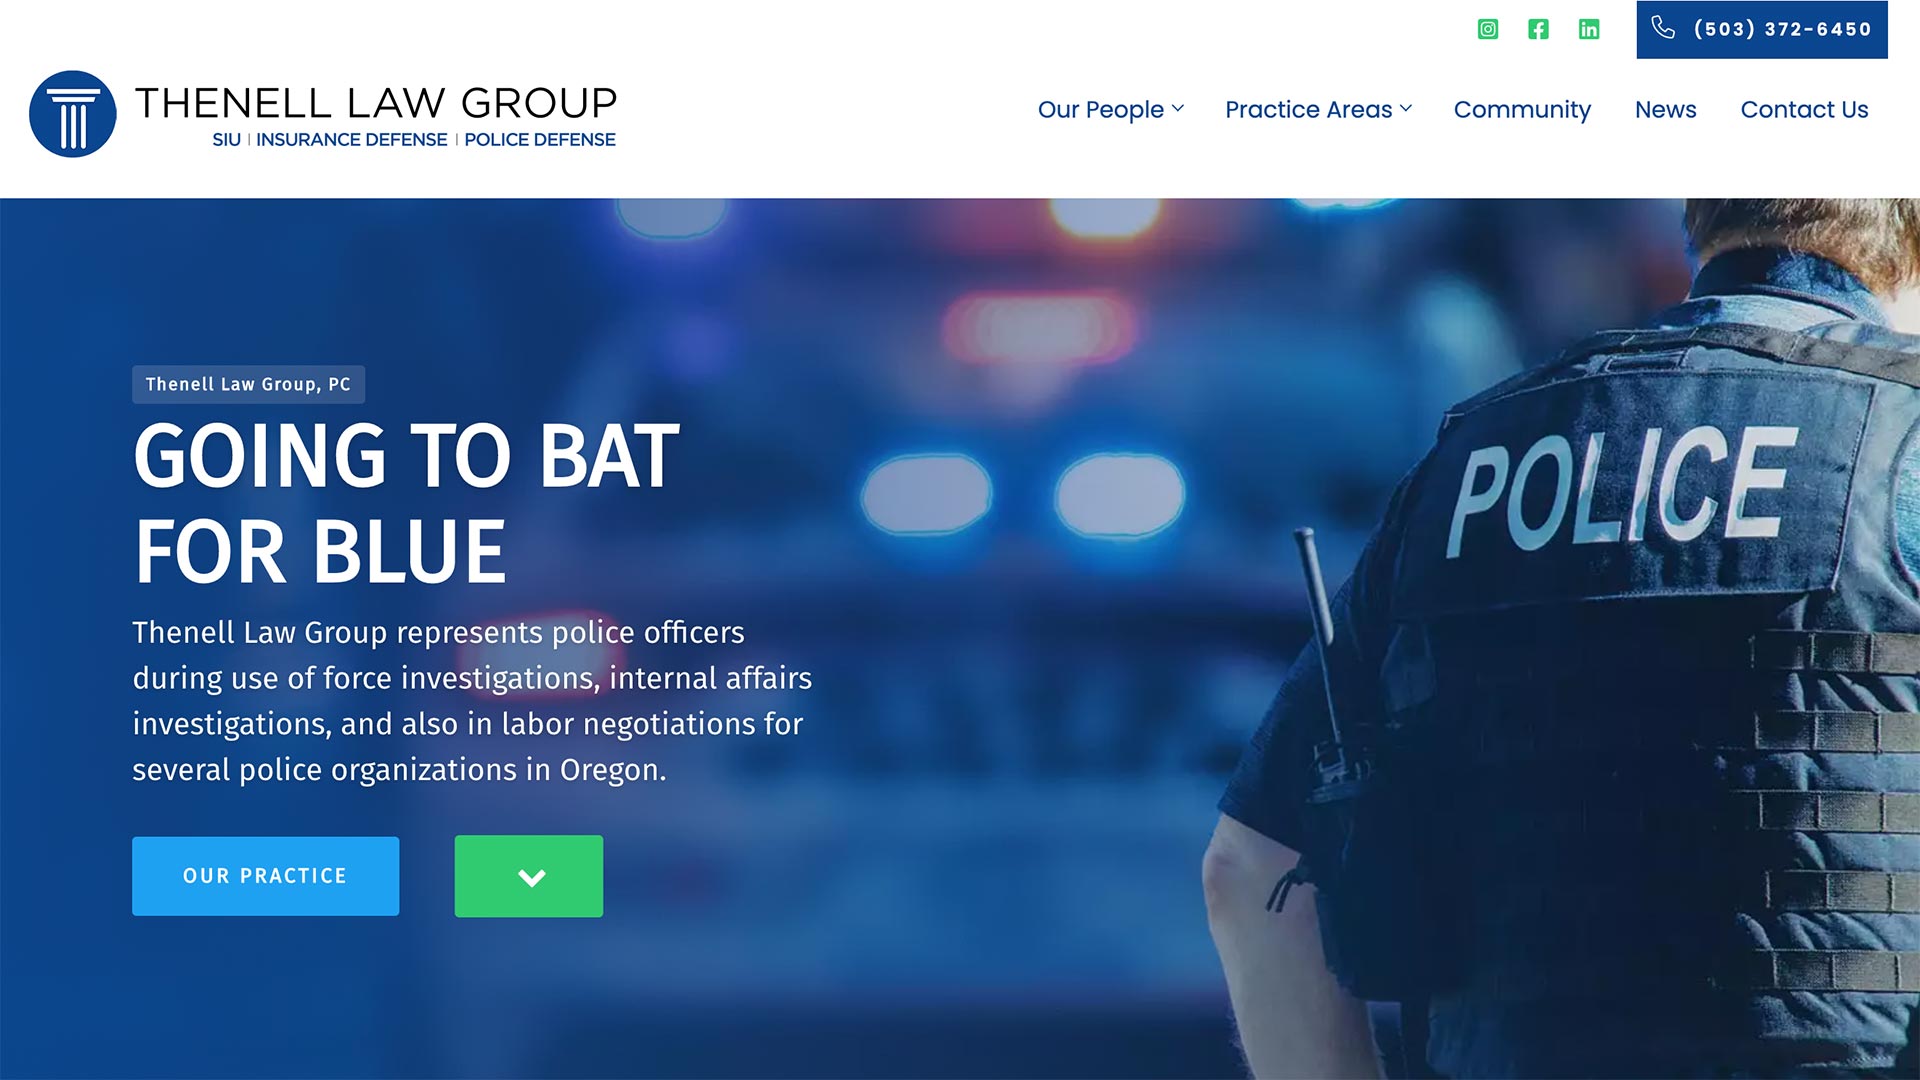 (503) 372-6450
THENELL LAW GROUP
SIU | INSURANCE DEFENSE | POLICE DEFENSE
Our People
Practice Areas
Community
News
Contact Us
Thenell Law Group, PC
GOING TO BAT
FOR BLUE
Thenell Law Group represents police officers
during use of force investigations, internal affairs
investigations, and also in labor negotiations for
several police organizations in Oregon.
OUR PRACTICE
POLICE